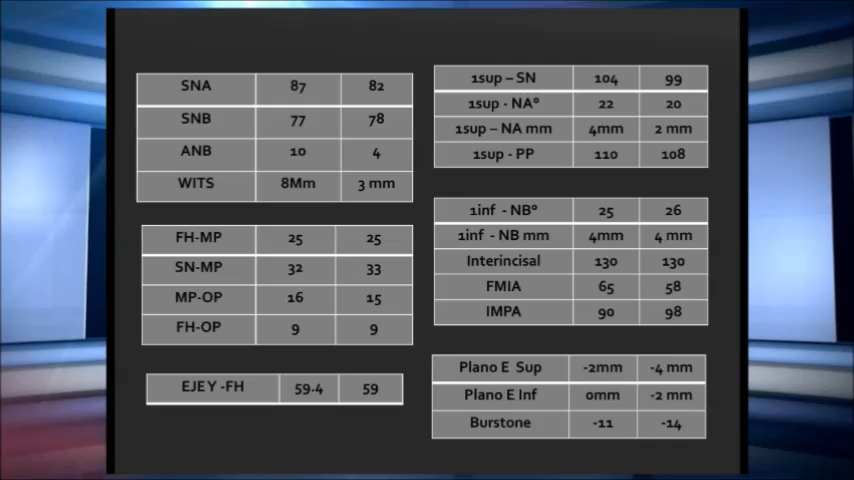 SNA 87 82
SNB 77 78
ANB 10 4
WITS 8Mm 3 mm
FH-MP 25 25
SN-MP 32 33
MP-OP 16 15
FH-OP 9 9
EJE Y -FH 59.4 59
1sup – SN 104 99
1sup - NA° 22 20
1sup – NA mm 4mm 2 mm
1sup - PP 110 108
1inf - NB° 25 26
1inf - NB mm 4mm 4 mm
Interincisal 130 130
FMIA 65 58
IMPA 90 98
Plano E Sup -2mm -4 mm
Plano E Inf 0mm -2 mm
Burstone -11 -14